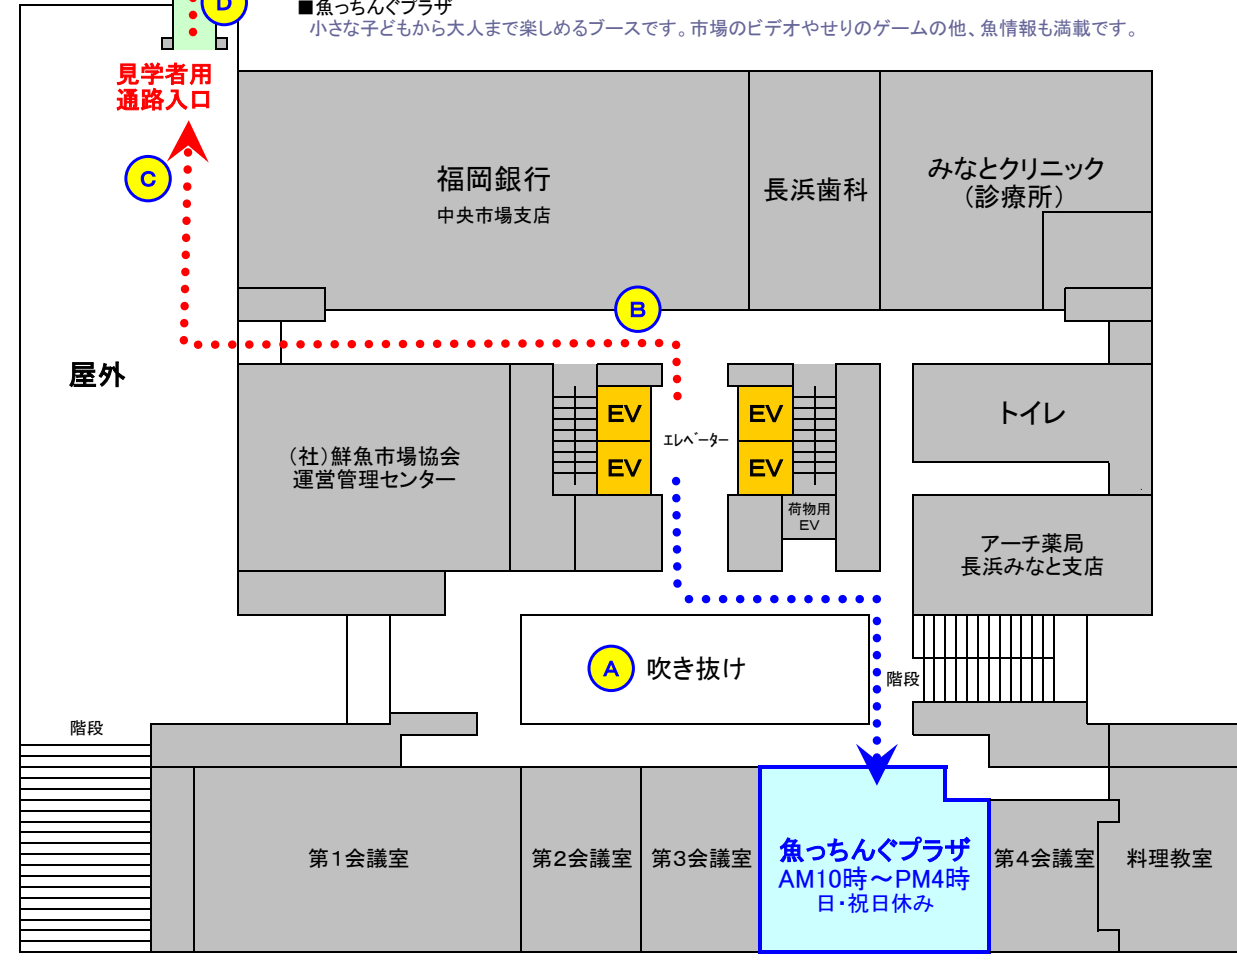 D
■魚っちんぐプラザ
小さな子どもから大人まで楽しめるブースです。市場のビデオやせりのゲームの他、魚情報も満載です。
見学者用
通路入口
C
福岡銀行
中央市場支店
長浜歯科
みなとクリニック
(診療所)
B
屋外
EV
EV
トイレ
エレベーター
(社)鮮魚市場協会
運営管理センター
EV
EV
荷物用
EV
アーチ薬局
長浜みなと支店
A
吹き抜け
階段
階段
第1会議室
第2会議室
第3会議室
魚っちんぐプラザ
AM10時~PM4時
日・祝日休み
第4会議室
料理教室